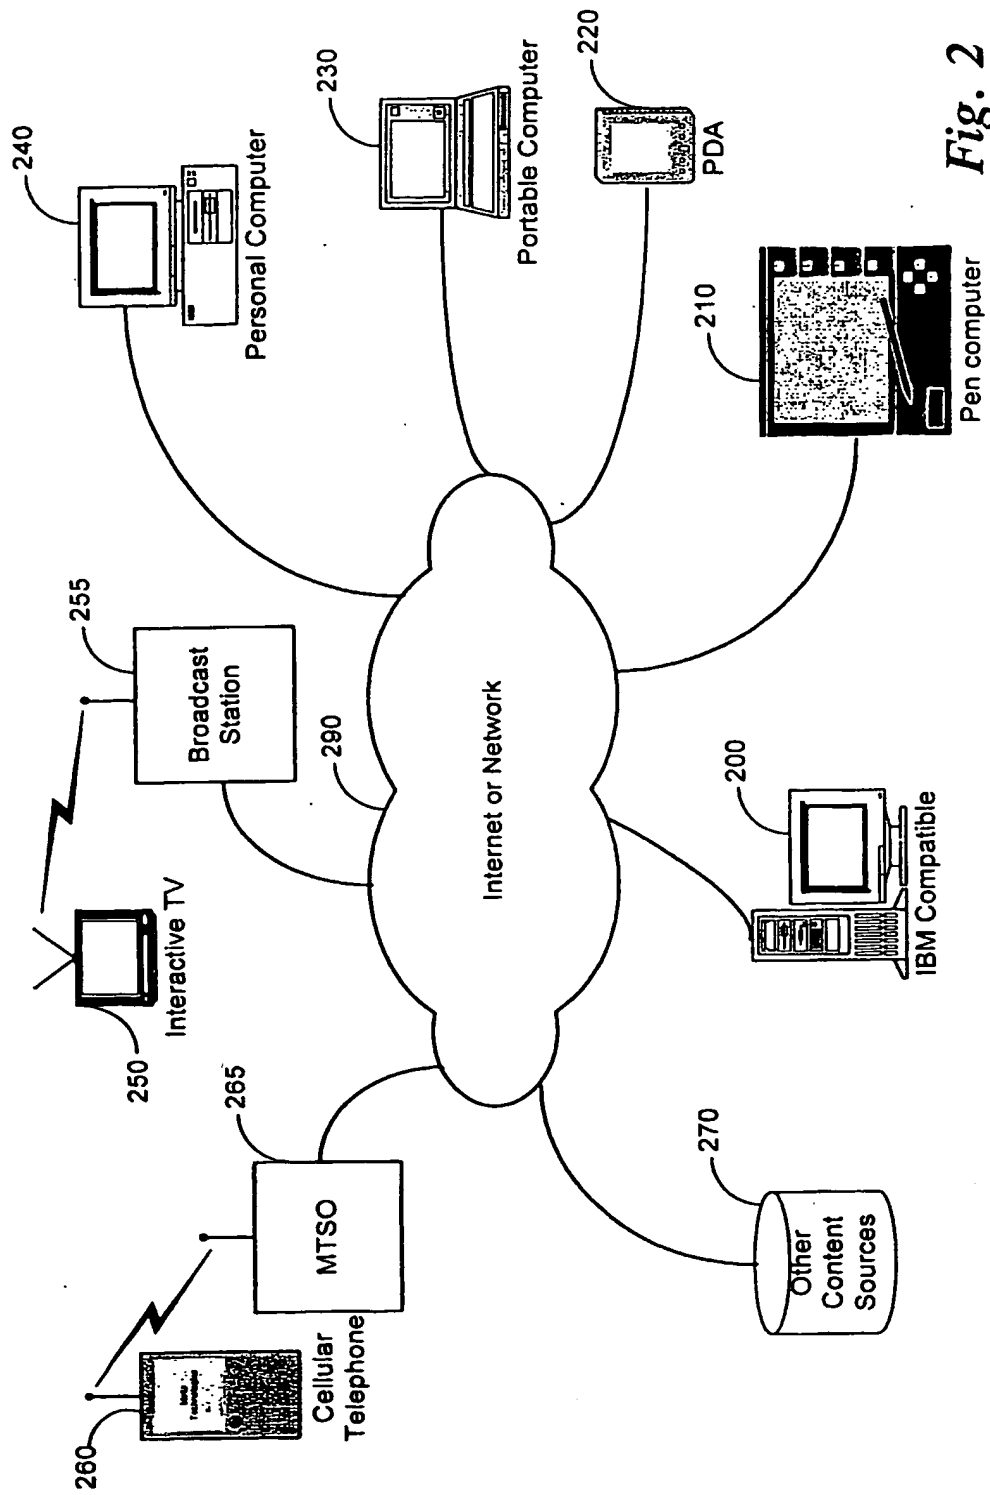 260
Cellular
Telephone
MTSO
265
250
Interactive TV
Broadcast
Station
255
240
Personal Computer
290
Internet or Network
230
Portable Computer
220
PDA
Other
Content
Sources
270
IBM Compatible
200
210
Pen computer
Fig. 2